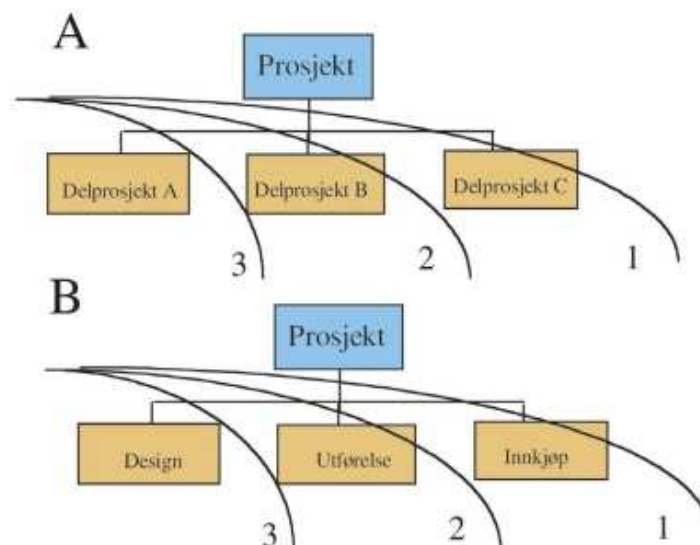 A
Prosjekt
Delprosjekt A
Delprosjekt B
Delprosjekt C
3
2
1
B
Prosjekt
Design
Utførelse
Innkjøp
3
2
1